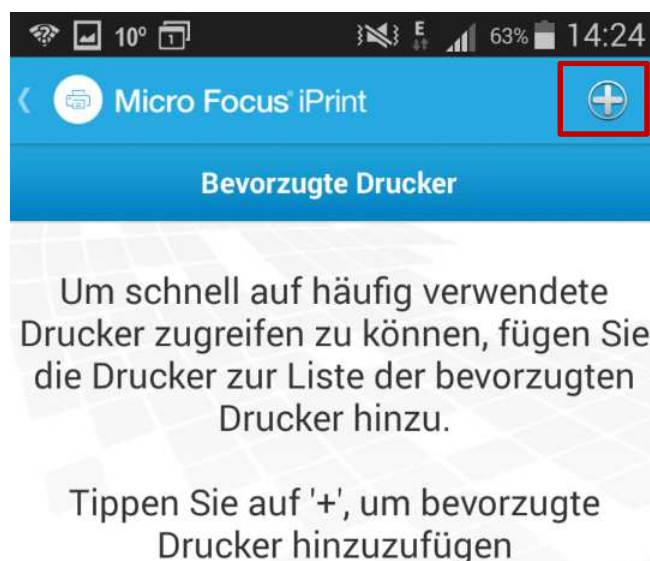 10° 1 E 63% 14:24
Micro Focus® iPrint
Bevorzugte Drucker
Um schnell auf häufig verwendete
Drucker zugreifen zu können, fügen Sie
die Drucker zur Liste der bevorzugten
Drucker hinzu.
Tippen Sie auf '+', um bevorzugte
Drucker hinzuzufügen